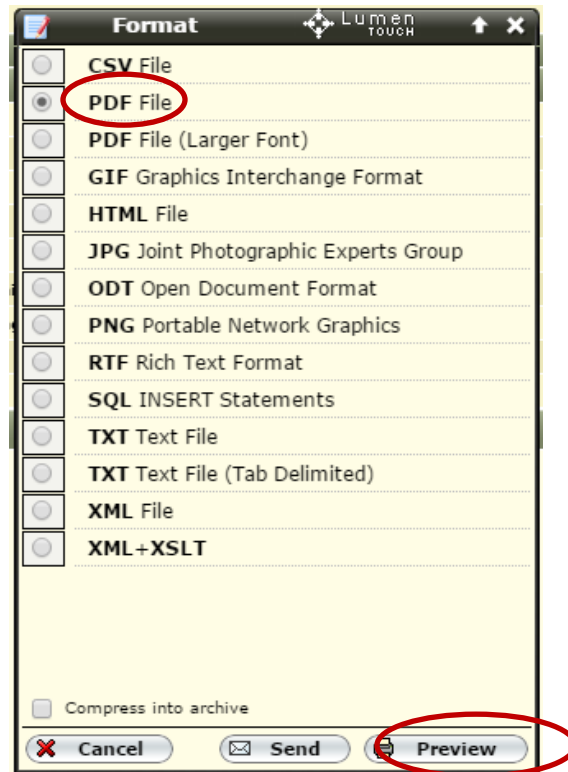 Format Lumen TOUCH
CSV File
PDF File
PDF File (Larger Font)
GIF Graphics Interchange Format
HTML File
JPG Joint Photographic Experts Group
ODT Open Document Format
PNG Portable Network Graphics
RTF Rich Text Format
SQL INSERT Statements
TXT Text File
TXT Text File (Tab Delimited)
XML File
XML+XSLT
Compress into archive
Cancel Send Preview